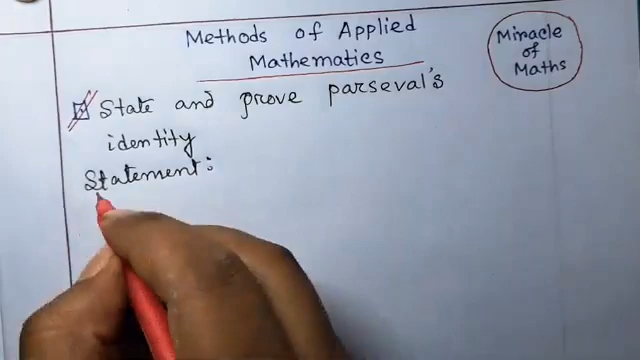 Methods of Applied
Mathematics
Miracle
of
Maths
State and prove parseval's
identity
Statement: